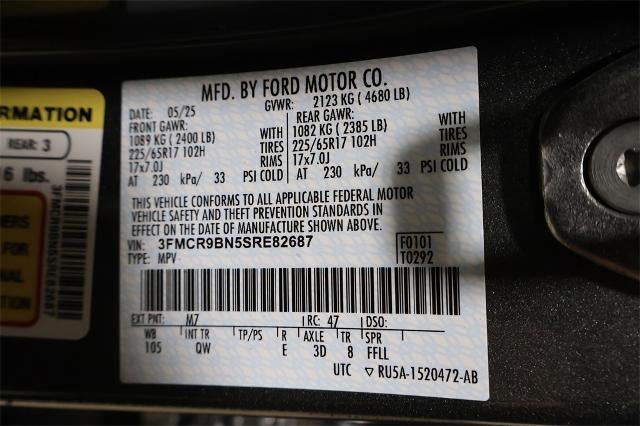 MFD. BY FORD MOTOR CO.
DATE: 05/25 GVWR: 2123 KG ( 4680 LB)
FRONT GAWR: REAR GAWR:
1089 KG ( 2400 LB) WITH 1082 KG ( 2385 LB) WITH
225/65R17 102H TIRES 225/65R17 102H TIRES
17x7.0J RIMS 17x7.0J RIMS
AT 230 kPa/ 33 PSI COLD AT 230 kPa/ 33 PSI COLD
THIS VEHICLE CONFORMS TO ALL APPLICABLE FEDERAL MOTOR
VEHICLE SAFETY AND THEFT PREVENTION STANDARDS IN
EFFECT ON THE DATE OF MANUFACTURE SHOWN ABOVE.
VIN: 3FMCR9BN5SRE82687 F0101
TYPE: MPV T0292
EXT PNT: M7 RC: 47 DSO:
WB INT TR TP/PS R AXLE TR SPR
105 QW E 3D 8 FFLL
UTC ▽ RU5A-1520472-AB
ORMATION
REAR: 3
6 lbs.
3FMCR9BN5SRE82687